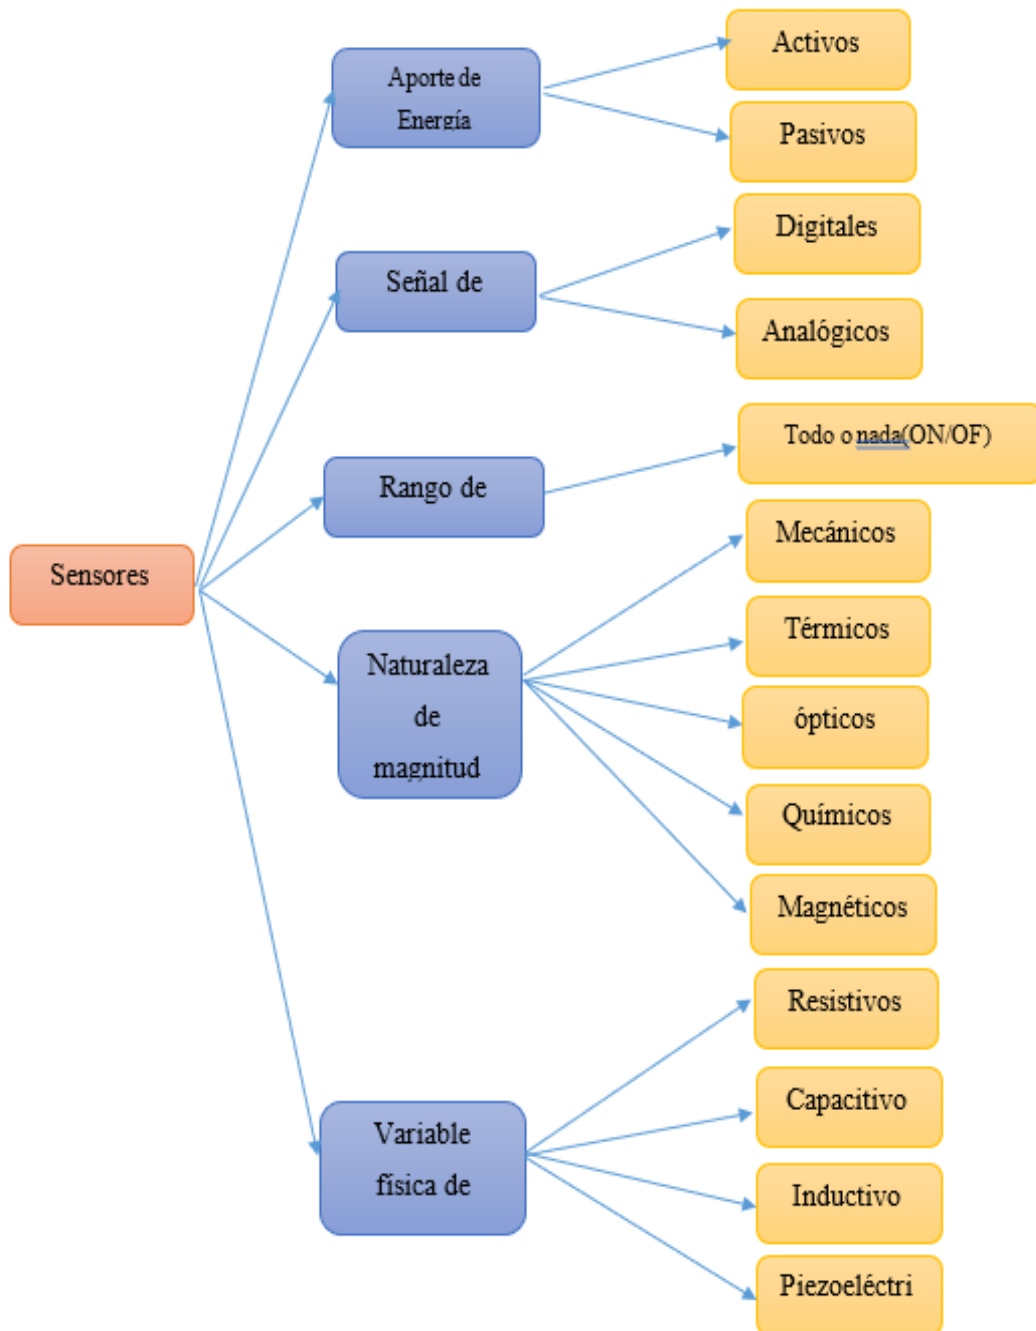 Sensores
Aporte de
Energía
Activos
Pasivos
Señal de
Digitales
Analógicos
Rango de
Todo o nada(ON/OF)
Naturaleza
de
magnitud
Mecánicos
Térmicos
ópticos
Químicos
Magnéticos
Variable
física de
Resistivos
Capacitivo
Inductivo
Piezoeléctri